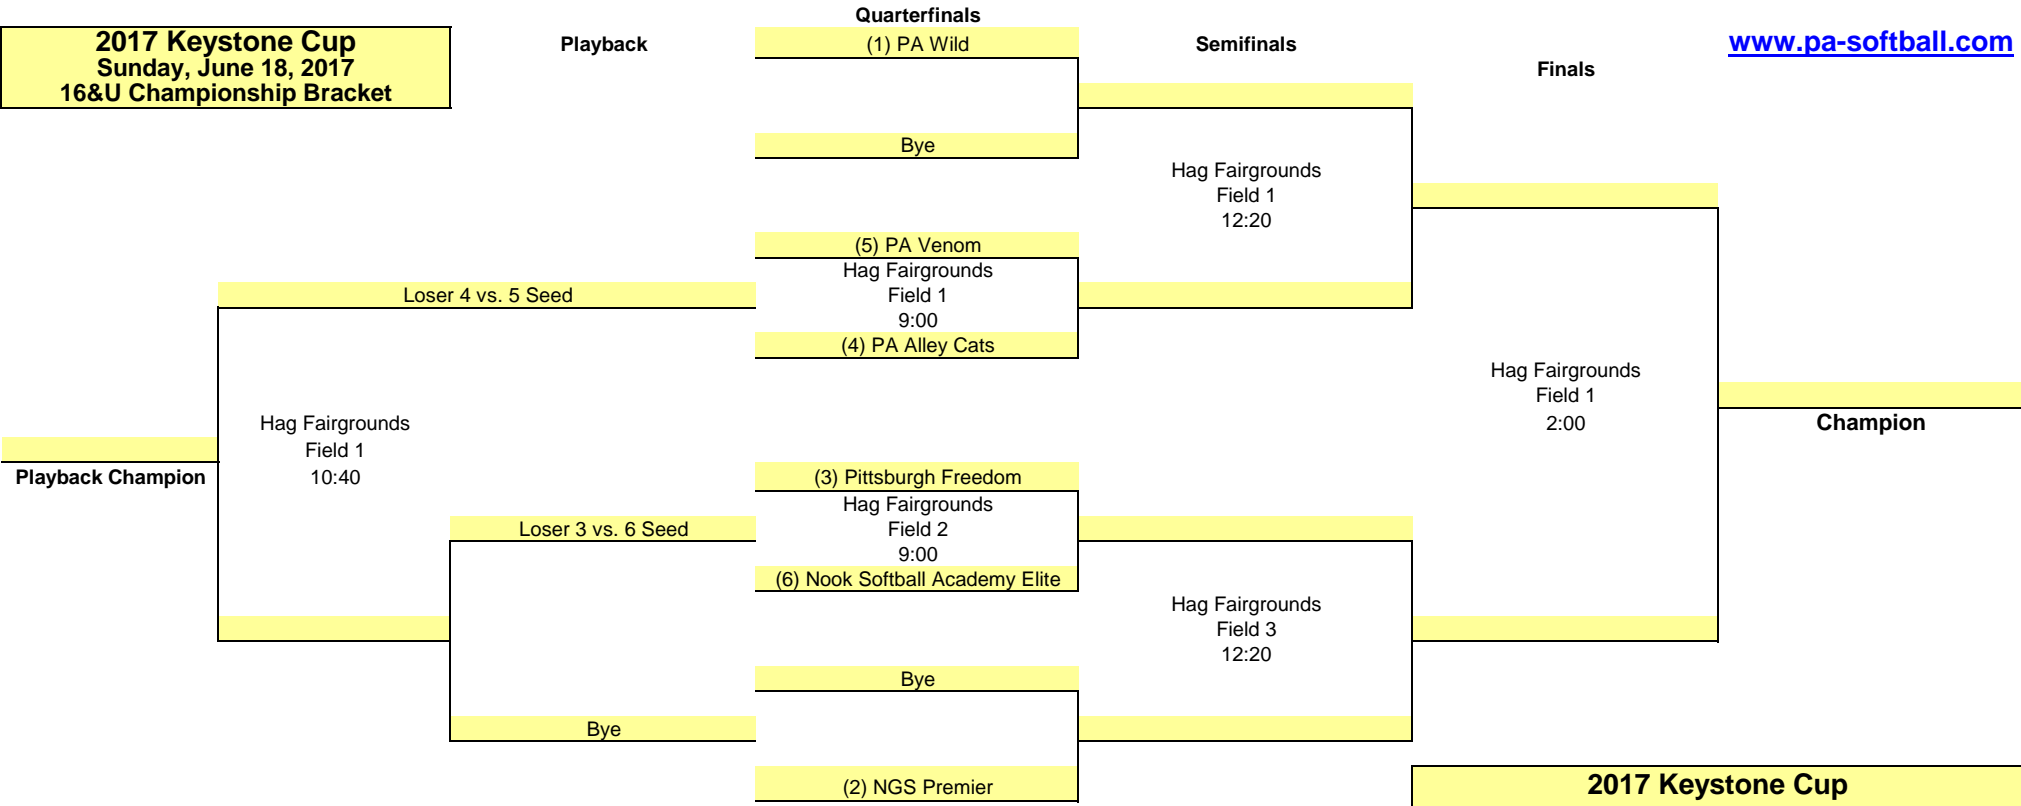 Quarterfinals
2017 Keystone Cup
Sunday, June 18, 2017
16&U Championship Bracket
Playback
(1) PA Wild
Semifinals
www.pa-softball.com
Finals
Bye
Hag Fairgrounds
Field 1
12:20
(5) PA Venom
Hag Fairgrounds
Field 1
9:00
Loser 4 vs. 5 Seed
(4) PA Alley Cats
Hag Fairgrounds
Field 1
2:00
Champion
Hag Fairgrounds
Field 1
10:40
Playback Champion
(3) Pittsburgh Freedom
Hag Fairgrounds
Field 2
9:00
Loser 3 vs. 6 Seed
(6) Nook Softball Academy Elite
Hag Fairgrounds
Field 3
12:20
Bye
Bye
(2) NGS Premier
2017 Keystone Cup